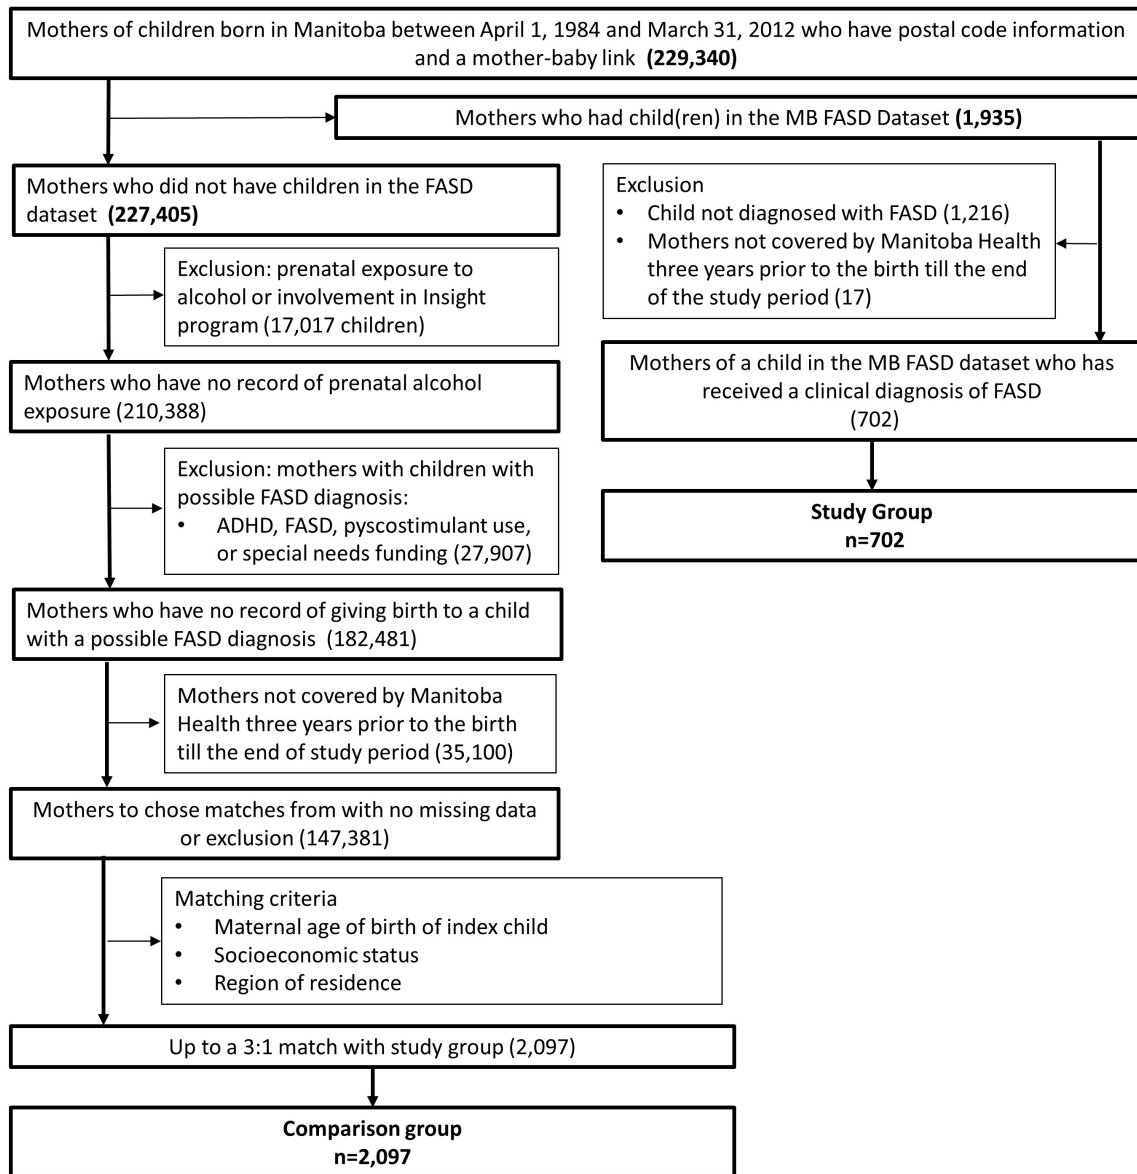 Mothers of children born in Manitoba between April 1, 1984 and March 31, 2012 who have postal code information
and a mother-baby link (229,340)
Mothers who had child(ren) in the MB FASD Dataset (1,935)
Mothers who did not have children in the FASD
dataset (227,405)
Exclusion: prenatal exposure to
alcohol or involvement in Insight
program (17,017 children)
Mothers who have no record of prenatal alcohol
exposure (210,388)
Exclusion: mothers with children with
possible FASD diagnosis:
• ADHD, FASD, pyscostimulant use,
or special needs funding (27,907)
Mothers who have no record of giving birth to a child
with a possible FASD diagnosis (182,481)
Mothers not covered by Manitoba
Health three years prior to the birth
till the end of study period (35,100)
Mothers to chose matches from with no missing data
or exclusion (147,381)
Matching criteria
• Maternal age of birth of index child
• Socioeconomic status
• Region of residence
Up to a 3:1 match with study group (2,097)
Comparison group
n=2,097
Exclusion
• Child not diagnosed with FASD (1,216)
• Mothers not covered by Manitoba Health
three years prior to the birth till the end
of the study period (17)
Mothers of a child in the MB FASD dataset who has
received a clinical diagnosis of FASD
(702)
Study Group
n=702